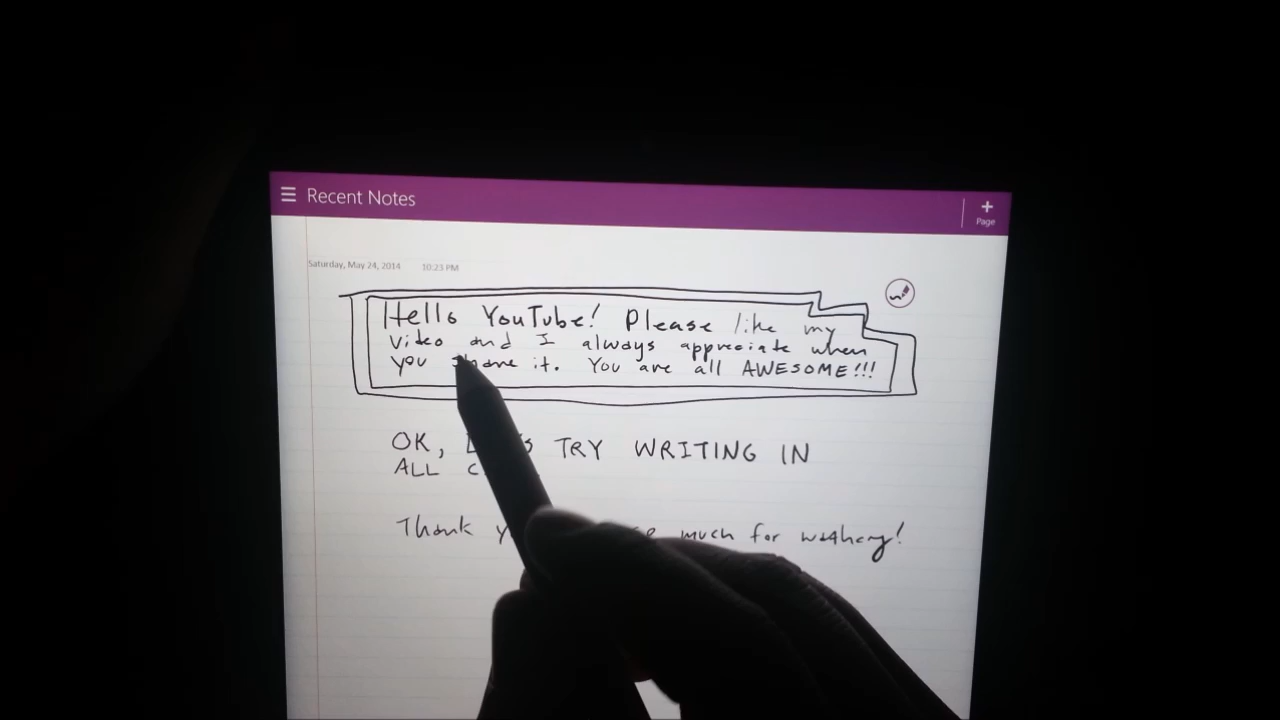 Recent Notes
Page
Saturday, May 24, 2014 10:23 PM
Hello YouTube! Please like my
video and I always appreciate when
you share it. You are all AWESOME!!!
OK, TRY WRITING IN
ALL
Thank much for watching!